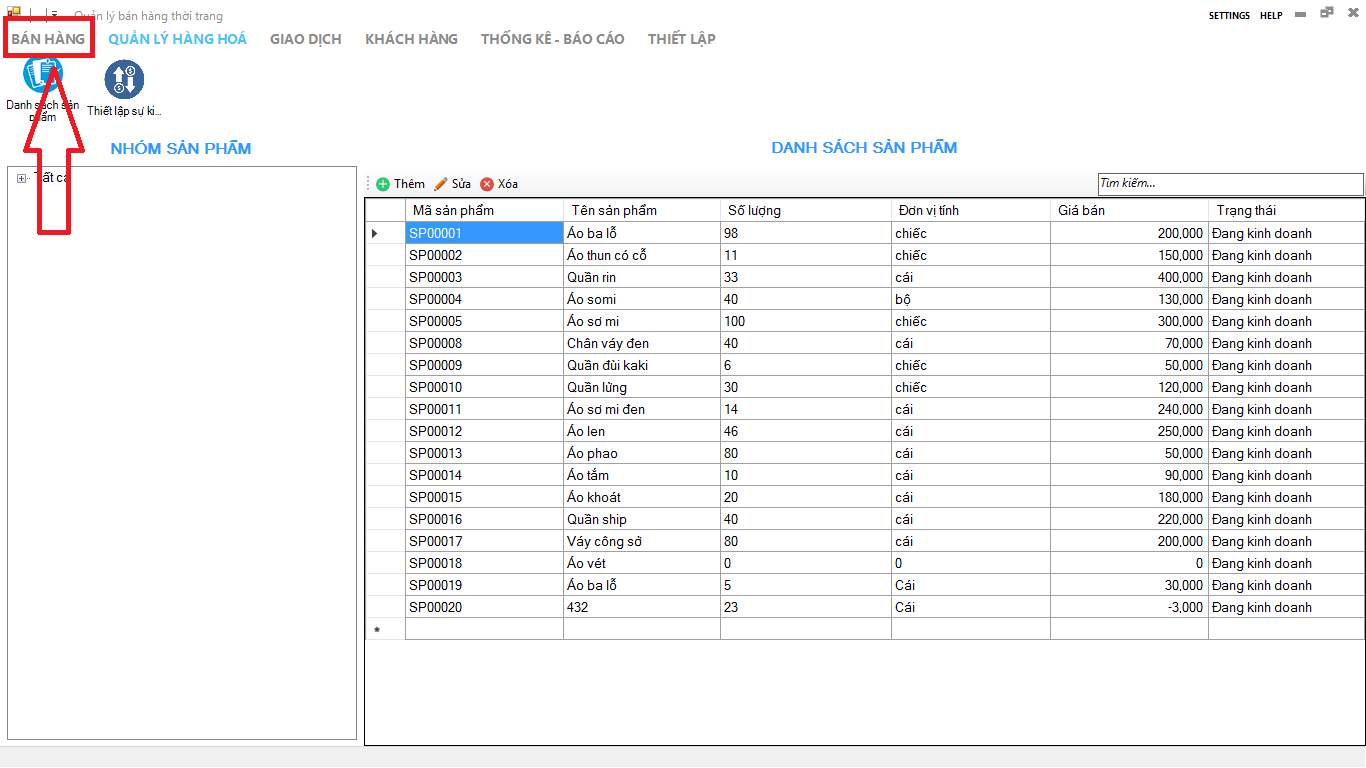 Quản lý bán hàng thời trang
SETTINGS HELP
BÁN HÀNG QUẢN LÝ HÀNG HOÁ GIAO DỊCH KHÁCH HÀNG THỐNG KÊ - BÁO CÁO THIẾT LẬP
Danh sách sản phẩm
Thiết lập sự ki...
NHÓM SẢN PHẨM
Tất cả
DANH SÁCH SẢN PHẨM
Thêm Sửa Xóa
Tìm kiếm...
Mã sản phẩm Tên sản phẩm Số lượng Đơn vị tính Giá bán Trạng thái
SP00001 Áo ba lỗ 98 chiếc 200,000 Đang kinh doanh
SP00002 Áo thun có cỗ 11 chiếc 150,000 Đang kinh doanh
SP00003 Quần rin 33 cái 400,000 Đang kinh doanh
SP00004 Áo somi 40 bộ 130,000 Đang kinh doanh
SP00005 Áo sơ mi 100 chiếc 300,000 Đang kinh doanh
SP00008 Chân váy đen 40 cái 70,000 Đang kinh doanh
SP00009 Quần đùi kaki 6 chiếc 50,000 Đang kinh doanh
SP00010 Quần lửng 30 chiếc 120,000 Đang kinh doanh
SP00011 Áo sơ mi đen 14 cái 240,000 Đang kinh doanh
SP00012 Áo len 46 cái 250,000 Đang kinh doanh
SP00013 Áo phao 80 cái 50,000 Đang kinh doanh
SP00014 Áo tắm 10 cái 90,000 Đang kinh doanh
SP00015 Áo khoát 20 cái 180,000 Đang kinh doanh
SP00016 Quần ship 40 cái 220,000 Đang kinh doanh
SP00017 Váy công sở 80 cái 200,000 Đang kinh doanh
SP00018 Áo vét 0 0 0 Đang kinh doanh
SP00019 Áo ba lỗ 5 Cái 30,000 Đang kinh doanh
SP00020 432 23 Cái -3,000 Đang kinh doanh